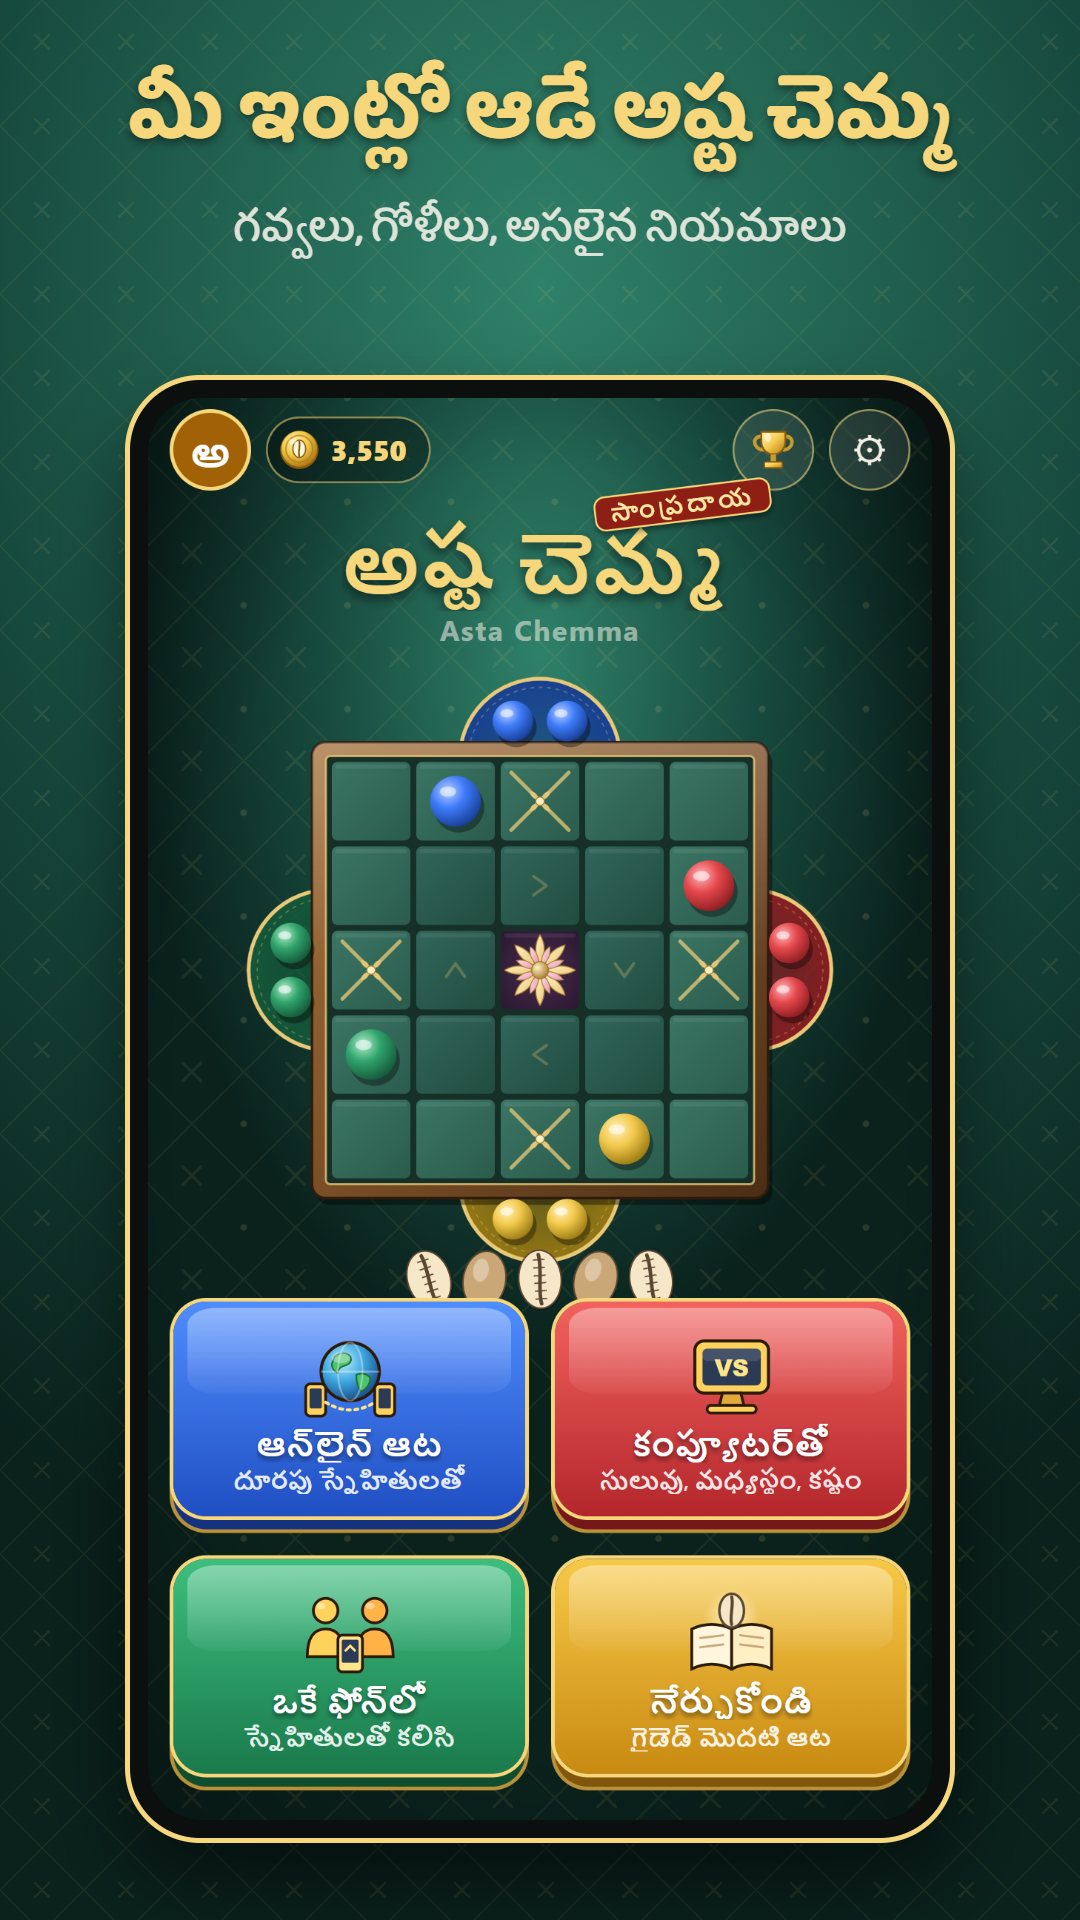 మీ ఇంట్లో ఆడే అష్ట చెమ్మ
గవ్వలు, గోళీలు, అసలైన నియమాలు
అ
3,550
సాంప్రదాయ
అష్ట చెమ్మ
Asta Chemma
ఆన్‌లైన్ ఆట
దూరపు స్నేహితులతో
VS
కంప్యూటర్‌తో
సులువు, మధ్యస్థం, కష్టం
ఒకే ఫోన్‌లో
స్నేహితులతో కలిసి
నేర్చుకోండి
గైడెడ్ మొదటి ఆట